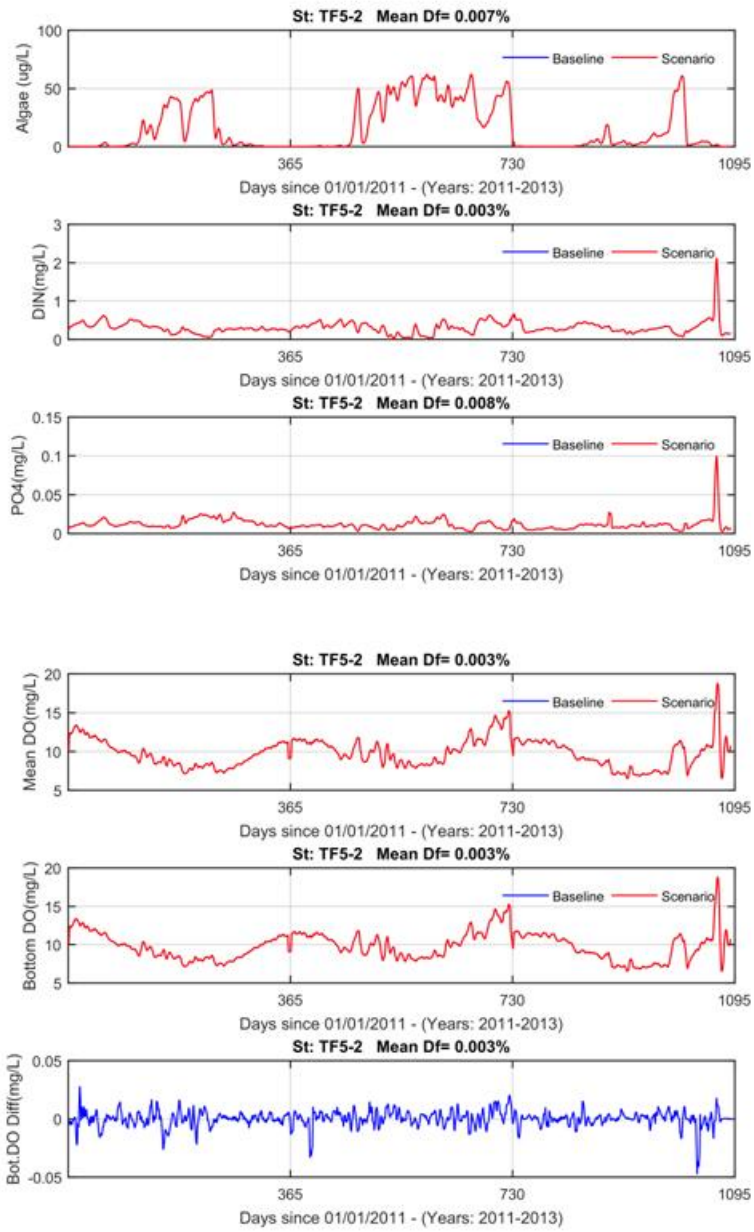 St: TF5-2 Mean Df= 0.007%
100
Baseline Scenario
50
0
Algae (ug/L)
365 730 1095
Days since 01/01/2011 - (Years: 2011-2013)
St: TF5-2 Mean Df= 0.003%
3
Baseline Scenario
2
1
0
DIN(mg/L)
365 730 1095
Days since 01/01/2011 - (Years: 2011-2013)
St: TF5-2 Mean Df= 0.008%
0.15
Baseline Scenario
0.1
0.05
0
PO4(mg/L)
365 730 1095
Days since 01/01/2011 - (Years: 2011-2013)
St: TF5-2 Mean Df= 0.003%
20
Baseline Scenario
15
10
5
Mean DO(mg/L)
365 730 1095
Days since 01/01/2011 - (Years: 2011-2013)
St: TF5-2 Mean Df= 0.003%
20
Baseline Scenario
15
10
5
Bottom DO(mg/L)
365 730 1095
Days since 01/01/2011 - (Years: 2011-2013)
St: TF5-2 Mean Df= 0.003%
0.05
0
-0.05
Bot.DO Diff(mg/L)
365 730 1095
Days since 01/01/2011 - (Years: 2011-2013)